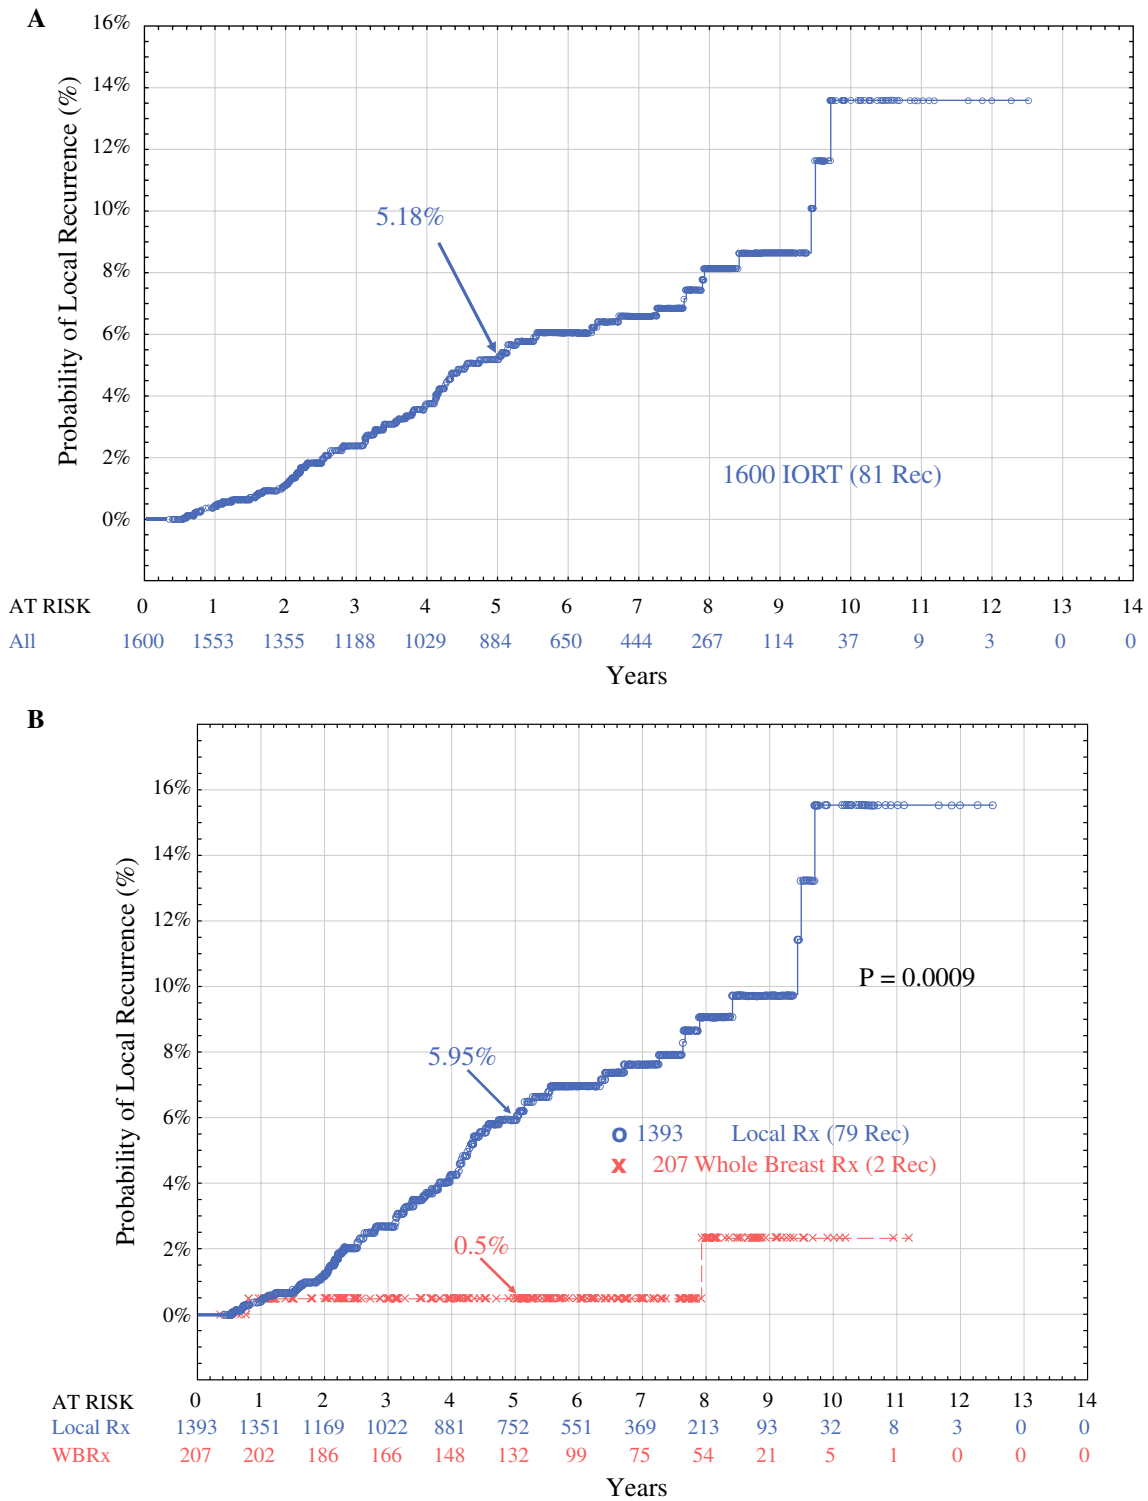 A
Probability of Local Recurrence (%)
16%
14%
12%
10%
8%
6%
4%
2%
0%
5.18%
1600 IORT (81 Rec)
AT RISK 0 1 2 3 4 5 6 7 8 9 10 11 12 13 14
All 1600 1553 1355 1188 1029 884 650 444 267 114 37 9 3 0 0
Years
B
Probability of Local Recurrence (%)
16%
14%
12%
10%
8%
6%
4%
2%
0%
P = 0.0009
5.95%
1393 Local Rx (79 Rec)
207 Whole Breast Rx (2 Rec)
0.5%
AT RISK 0 1 2 3 4 5 6 7 8 9 10 11 12 13 14
Local Rx 1393 1351 1169 1022 881 752 551 369 213 93 32 8 3 0 0
WBRx 207 202 186 166 148 132 99 75 54 21 5 1 0 0 0
Years